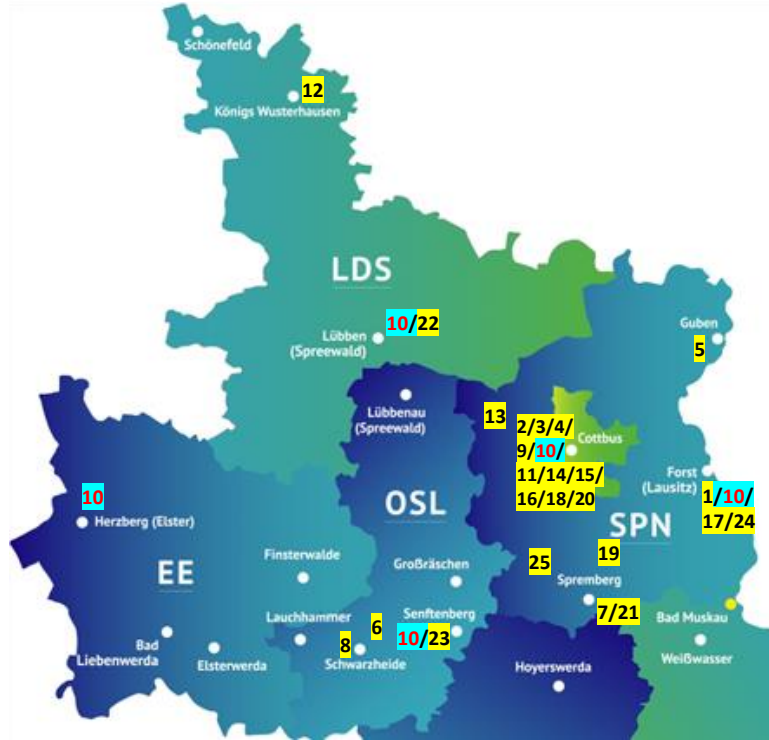 Schönefeld
12
Königs Wusterhausen
LDS
10/22
Lübben
(Spreewald)
Guben
5
Lübbenau
(Spreewald)
13
2/3/4/
9/10/
11/14/15/
16/18/20
Cottbus
Forst
(Lausitz)
1/10/
17/24
10
Herzberg (Elster)
OSL
SPN
EE
Finsterwalde
Großräschen
25
19
Spremberg
7/21
Lauchhammer
6
8
Schwarzheide
Senftenberg
10/23
Bad Muskau
Weißwasser
Bad
Liebenwerda
Elsterwerda
Hoyerswerda